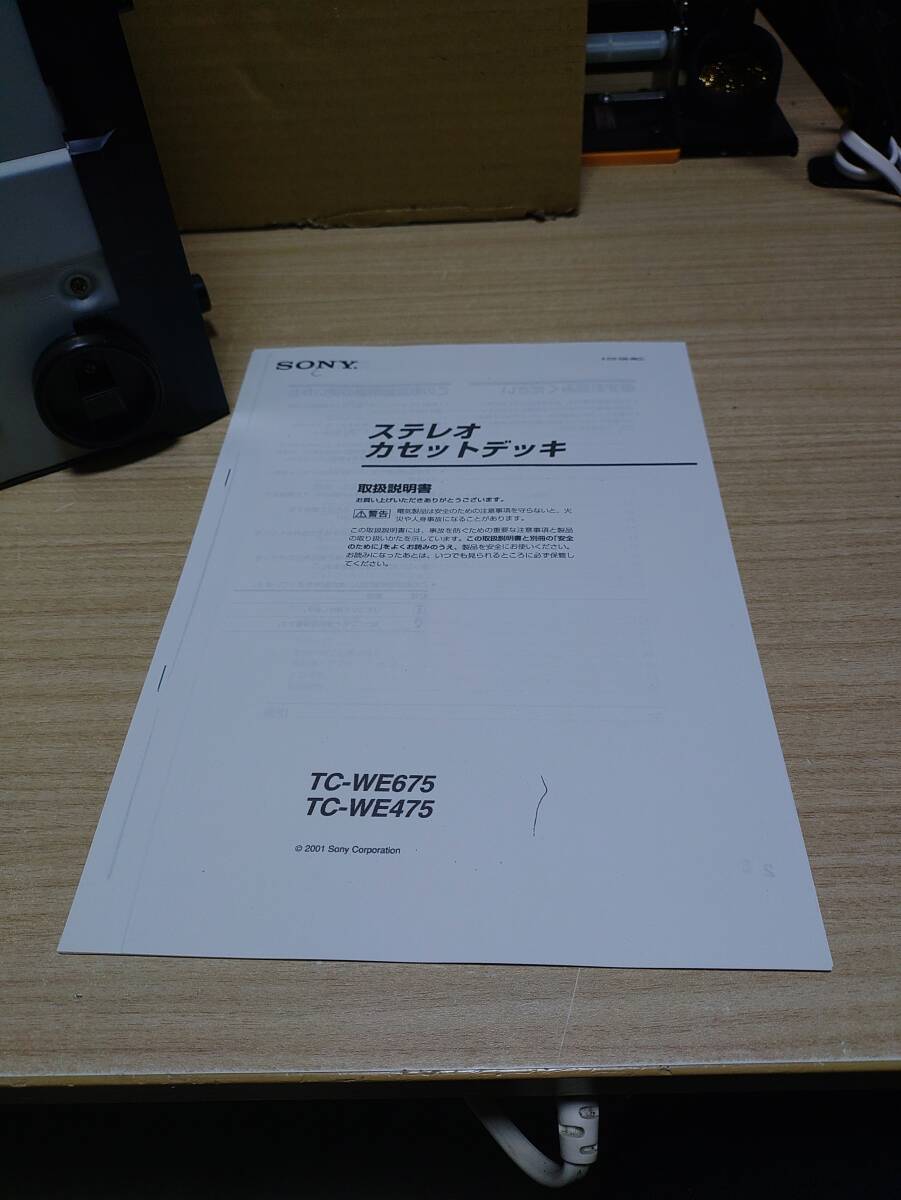 SONY
ステレオ
カセットデッキ
取扱説明書
お買い上げいただきありがとうございます。
警告 電気製品は安全のための注意事項を守らないと、火
災や人身事故になることがあります。
この取扱説明書には、事故を防ぐための重要な注意事項と製品
の取り扱いかたを示しています。この取扱説明書と別冊の「安全
のために」をよくお読みのうえ、製品を安全にお使いください。
お読みになったあとは、いつでも見られるところに必ず保管し
てください。
TC-WE675
TC-WE475
© 2001 Sony Corporation